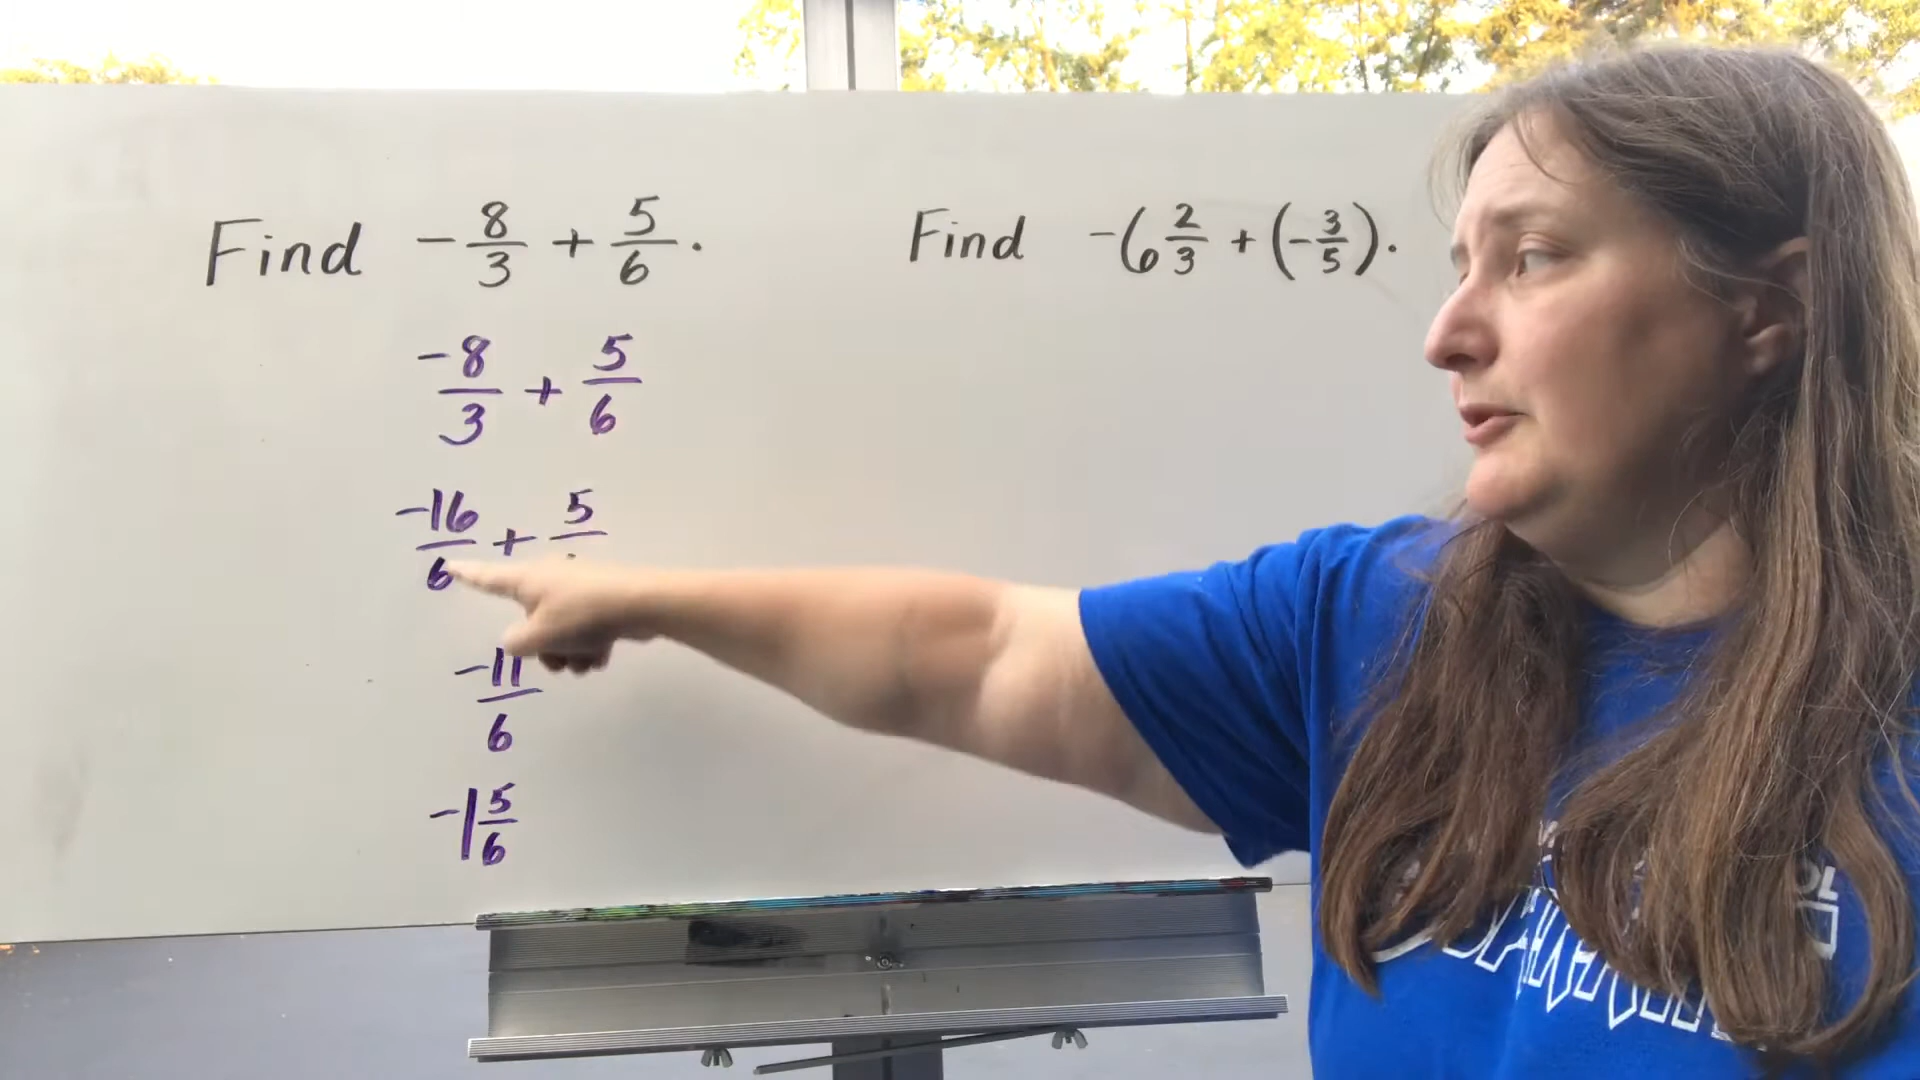 Find -8/3 + 5/6.
-8/3 + 5/6
-16/6 + 5/
-11/6
-1 5/6
Find -6 2/3 + (-3/5).